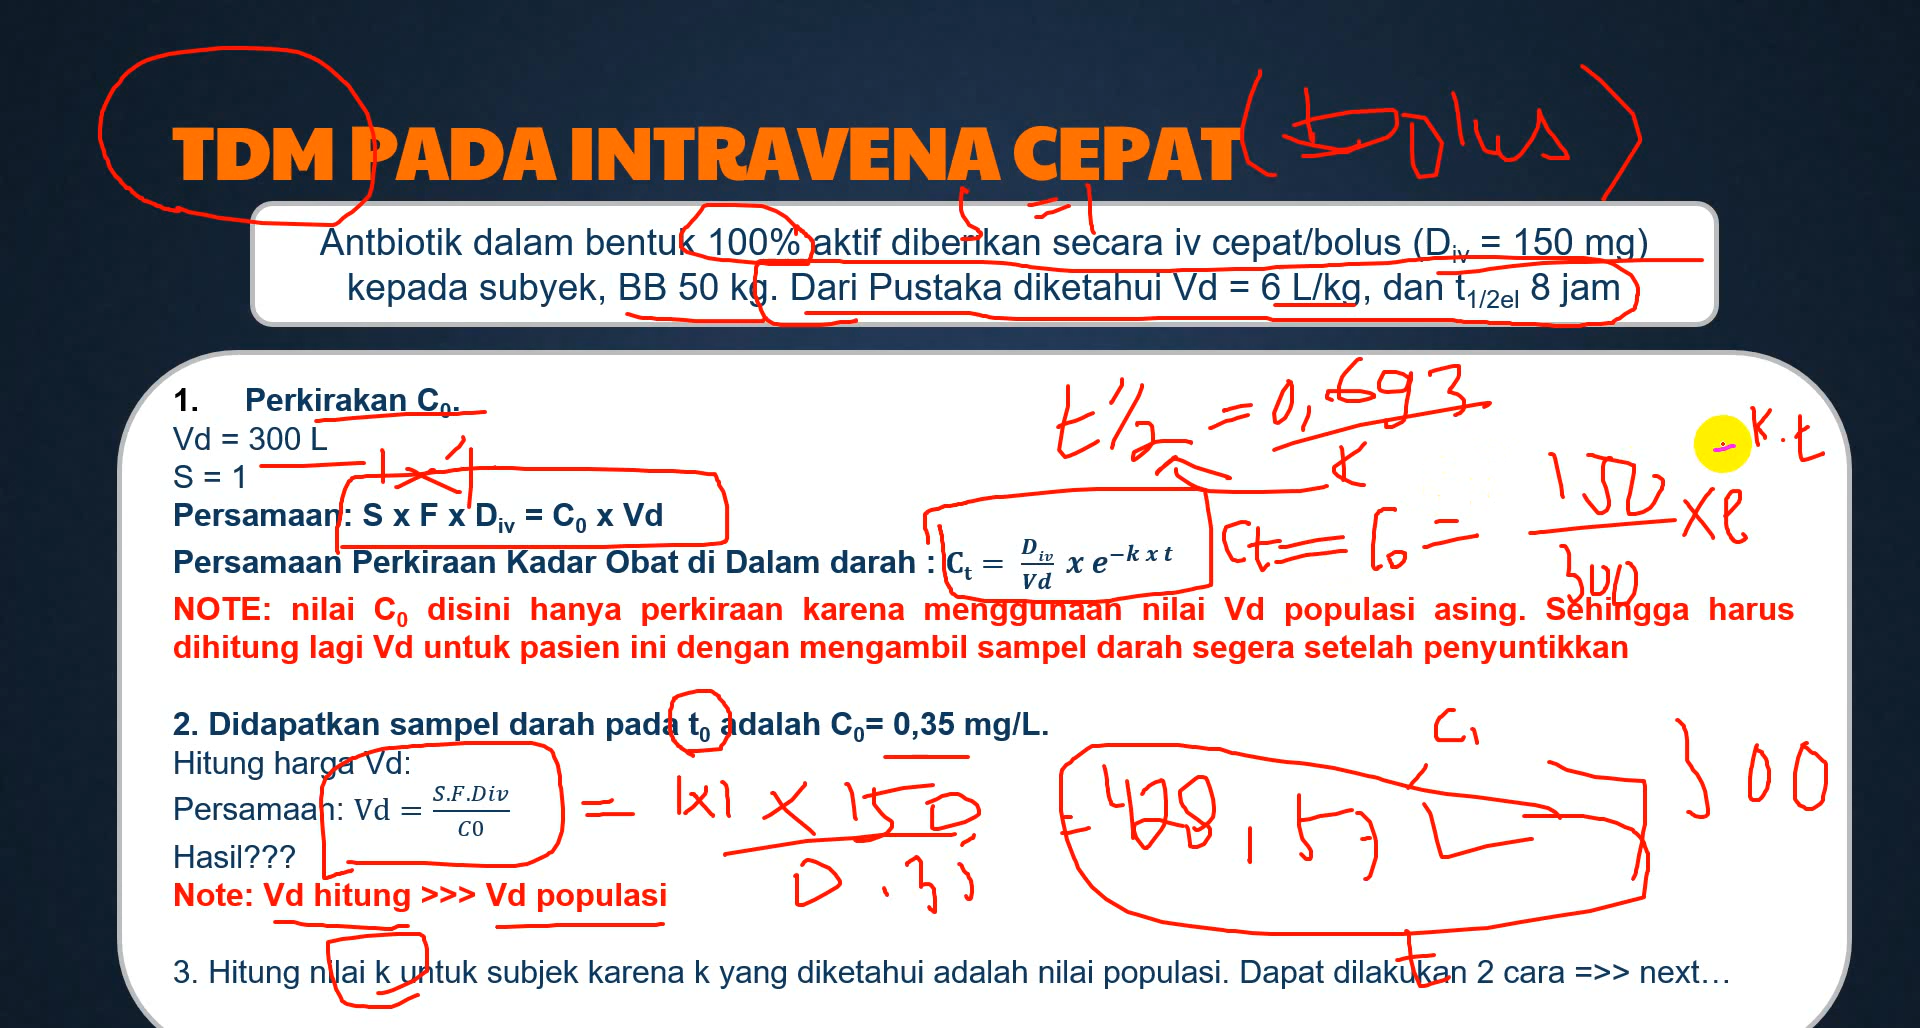 TDM PADA INTRAVENA CEPAT (bolus)
S = 1
Antbiotik dalam bentuk 100% aktif diberikan secara iv cepat/bolus (Div = 150 mg)
kepada subyek, BB 50 kg. Dari Pustaka diketahui Vd = 6 L/kg, dan t1/2el 8 jam
1. Perkirakan C0.
t1/2 = 0,693
k
Vd = 300 L
S = 1
1 x 1
Persamaan: S x F x Div = C0 x Vd
Persamaan Perkiraan Kadar Obat di Dalam darah : Ct = Div/Vd x e^-k x t
Ct = C0 = 150/300 x e^-k.t
NOTE: nilai C0 disini hanya perkiraan karena menggunaan nilai Vd populasi asing. Sehingga harus
dihitung lagi Vd untuk pasien ini dengan mengambil sampel darah segera setelah penyuntikkan
2. Didapatkan sampel darah pada t0 adalah C0= 0,35 mg/L.
Hitung harga Vd:
Persamaan: Vd = S.F.Div/C0 = 1x1 x 150/0.35
300
Hasil???
Note: Vd hitung >>> Vd populasi
3. Hitung nilai k untuk subjek karena k yang diketahui adalah nilai populasi. Dapat dilakukan 2 cara =>> next…